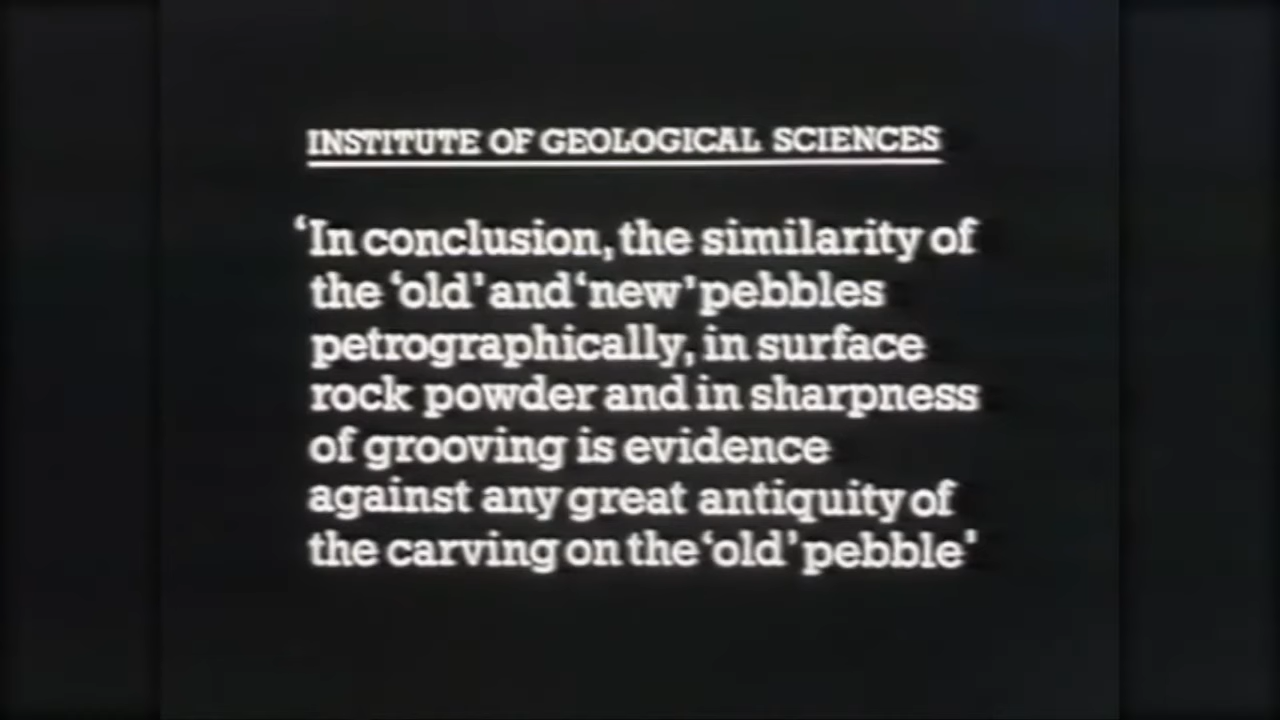 INSTITUTE OF GEOLOGICAL SCIENCES
‘In conclusion, the similarity of
the ‘old’ and ‘new’ pebbles
petrographically, in surface
rock powder and in sharpness
of grooving is evidence
against any great antiquity of
the carving on the ‘old’ pebble’